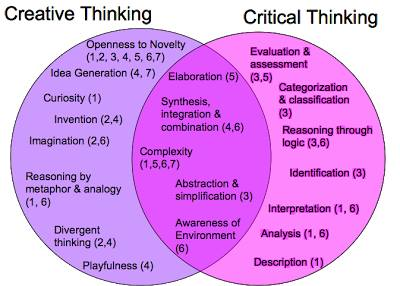 Creative Thinking
Critical Thinking
Openness to Novelty
(1,2, 3, 4, 5, 6,7)
Idea Generation (4, 7)
Curiosity (1)
Invention (2,4)
Imagination (2,6)
Reasoning by
metaphor & analogy
(1, 6)
Divergent
thinking (2,4)
Playfulness (4)
Elaboration (5)
Synthesis,
integration &
combination (4,6)
Complexity
(1,5,6,7)
Abstraction &
simplification (3)
Awareness of
Environment
(6)
Evaluation &
assessment
(3,5)
Categorization
& classification
(3)
Reasoning through
logic (3,6)
Identification (3)
Interpretation (1, 6)
Analysis (1, 6)
Description (1)